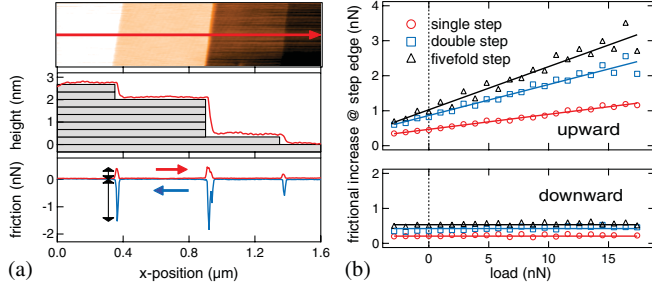 (a)
height (nm)
3
2
1
0
friction (nN)
0
-1
-2
0.0 0.4 0.8 1.2 1.6
x-position (μm)
(b)
frictional increase @ step edge (nN)
4
3
2
1
0
single step
double step
fivefold step
upward
downward
2
1
0
0 5 10 15
load (nN)